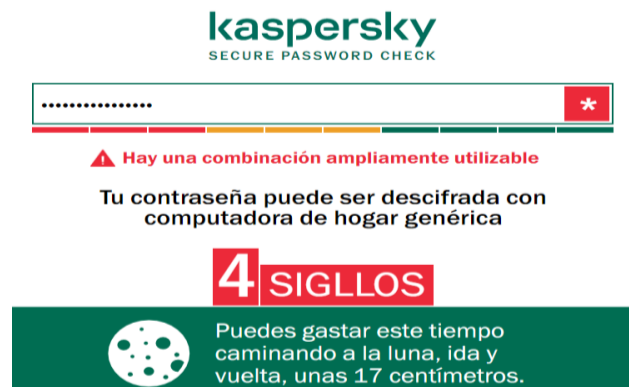 kaspersky
SECURE PASSWORD CHECK
................
*
Hay una combinación ampliamente utilizable
Tu contraseña puede ser descifrada con
computadora de hogar genérica
4 SIGLLOS
Puedes gastar este tiempo
caminando a la luna, ida y
vuelta, unas 17 centímetros.